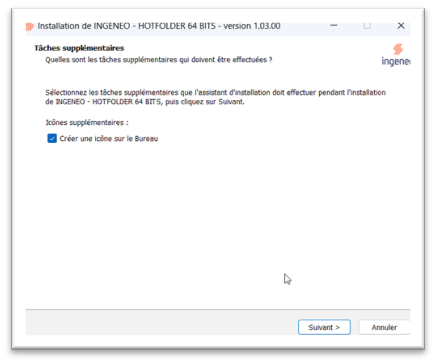 Installation de INGENEO - HOTFOLDER 64 BITS - version 1.03.00
Tâches supplémentaires
Quelles sont les tâches supplémentaires qui doivent être effectuées ?
ingeneo
Sélectionnez les tâches supplémentaires que l'assistant d'installation doit effectuer pendant l'installation
de INGENEO - HOTFOLDER 64 BITS, puis cliquez sur Suivant.
Icônes supplémentaires :
Créer une icône sur le Bureau
Suivant >
Annuler